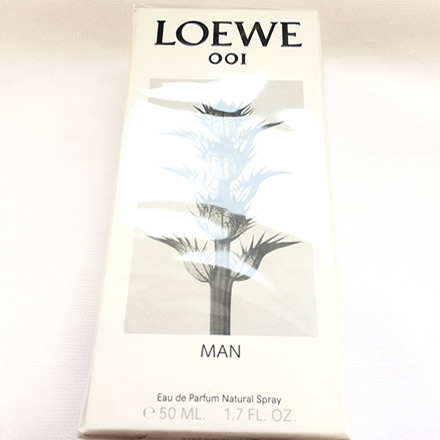 LOEWE
001
MAN
Eau de Parfum Natural Spray
℮ 50 ML. 1.7 FL. OZ.